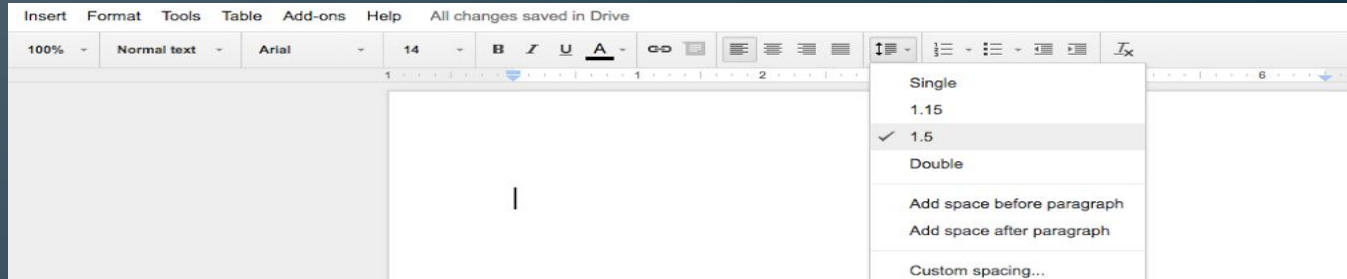 Insert Format Tools Table Add-ons Help All changes saved in Drive
100% Normal text Arial 14 B I U A Tx
1 1 2 6
Single
1.15
✓ 1.5
Double
Add space before paragraph
Add space after paragraph
Custom spacing...